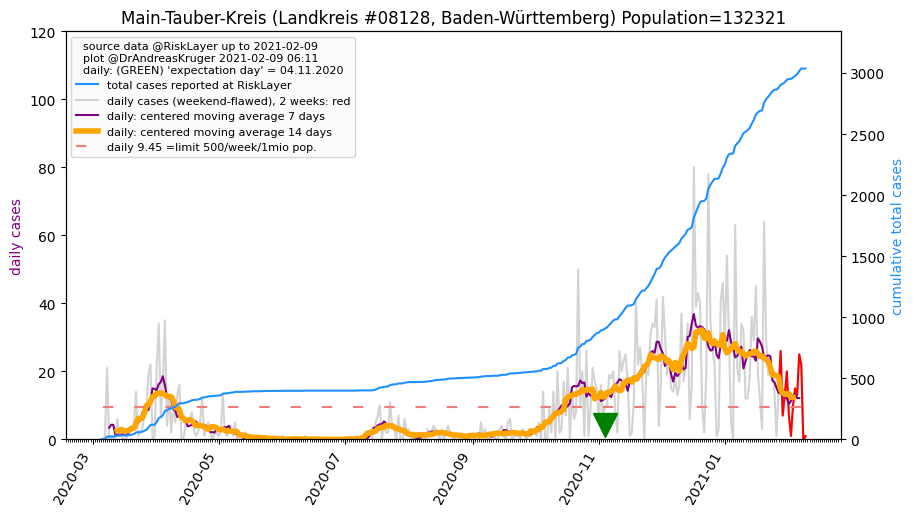 Main-Tauber-Kreis (Landkreis #08128, Baden-Württemberg) Population=132321
source data @RiskLayer up to 2021-02-09
plot @DrAndreasKruger 2021-02-09 06:11
daily: (GREEN) 'expectation day' = 04.11.2020
total cases reported at RiskLayer
daily cases (weekend-flawed), 2 weeks: red
daily: centered moving average 7 days
daily: centered moving average 14 days
daily 9.45 =limit 500/week/1mio pop.
daily cases
120
100
80
60
40
20
0
cumulative total cases
3000
2500
2000
1500
1000
500
0
2020-03
2020-05
2020-07
2020-09
2020-11
2021-01